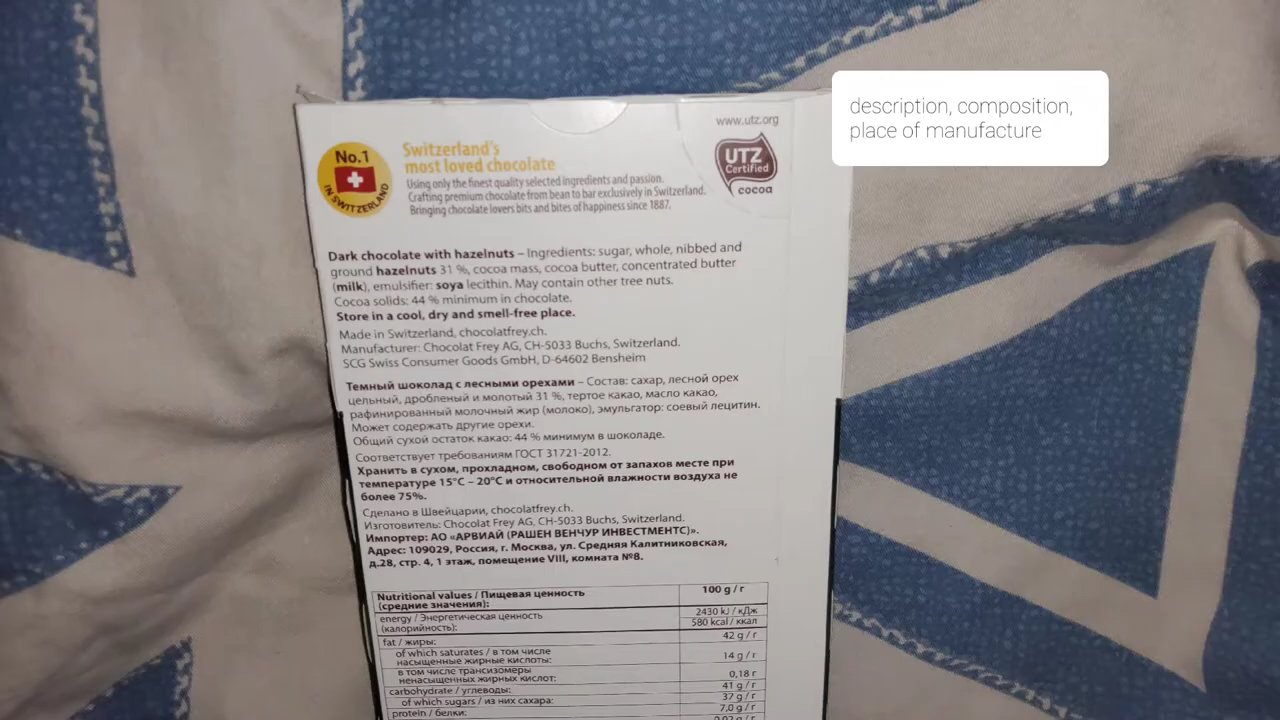 description, composition,
place of manufacture
www.utz.org
UTZ
Certified
cocoa
No.1
IN SWITZERLAND
Switzerland's
most loved chocolate
Using only the finest quality selected ingredients and passion.
Crafting premium chocolate from bean to bar exclusively in Switzerland.
Bringing chocolate lovers bits and bites of happiness since 1887.
Dark chocolate with hazelnuts – Ingredients: sugar, whole, nibbed and
ground hazelnuts 31 %, cocoa mass, cocoa butter, concentrated butter
(milk), emulsifier: soya lecithin. May contain other tree nuts.
Cocoa solids: 44 % minimum in chocolate.
Store in a cool, dry and smell-free place.
Made in Switzerland, chocolatfrey.ch.
Manufacturer: Chocolat Frey AG, CH-5033 Buchs, Switzerland.
SCG Swiss Consumer Goods GmbH, D-64602 Bensheim
Темный шоколад с лесными орехами – Состав: сахар, лесной орех
цельный, дробленый и молотый 31 %, тертое какао, масло какао,
рафинированный молочный жир (молоко), эмульгатор: соевый лецитин.
Может содержать другие орехи.
Общий сухой остаток какао: 44 % минимум в шоколаде.
Соответствует требованиям ГОСТ 31721-2012.
Хранить в сухом, прохладном, свободном от запахов месте при
температуре 15°C – 20°C и относительной влажности воздуха не
более 75%.
Сделано в Швейцарии, chocolatfrey.ch.
Изготовитель: Chocolat Frey AG, CH-5033 Buchs, Switzerland.
Импортер: АО «АРВИАЙ (РАШЕН ВЕНЧУР ИНВЕСТМЕНТС)».
Адрес: 109029, Россия, г. Москва, ул. Средняя Калитниковская,
д.28, стр. 4, 1 этаж, помещение VIII, комната №8.
Nutritional values / Пищевая ценность
(средние значения): 100 g / г
energy / Энергетическая ценность 2430 kJ / кДж
(калорийность): 580 kcal / ккал
fat / жиры: 42 g / г
of which saturates / в том числе
насыщенные жирные кислоты: 14 g / г
в том числе трансизомеры
ненасыщенных жирных кислот: 0,18 г
carbohydrate / углеводы: 41 g / г
of which sugars / из них сахара: 37 g / г
protein / белки: 7,0 g / г